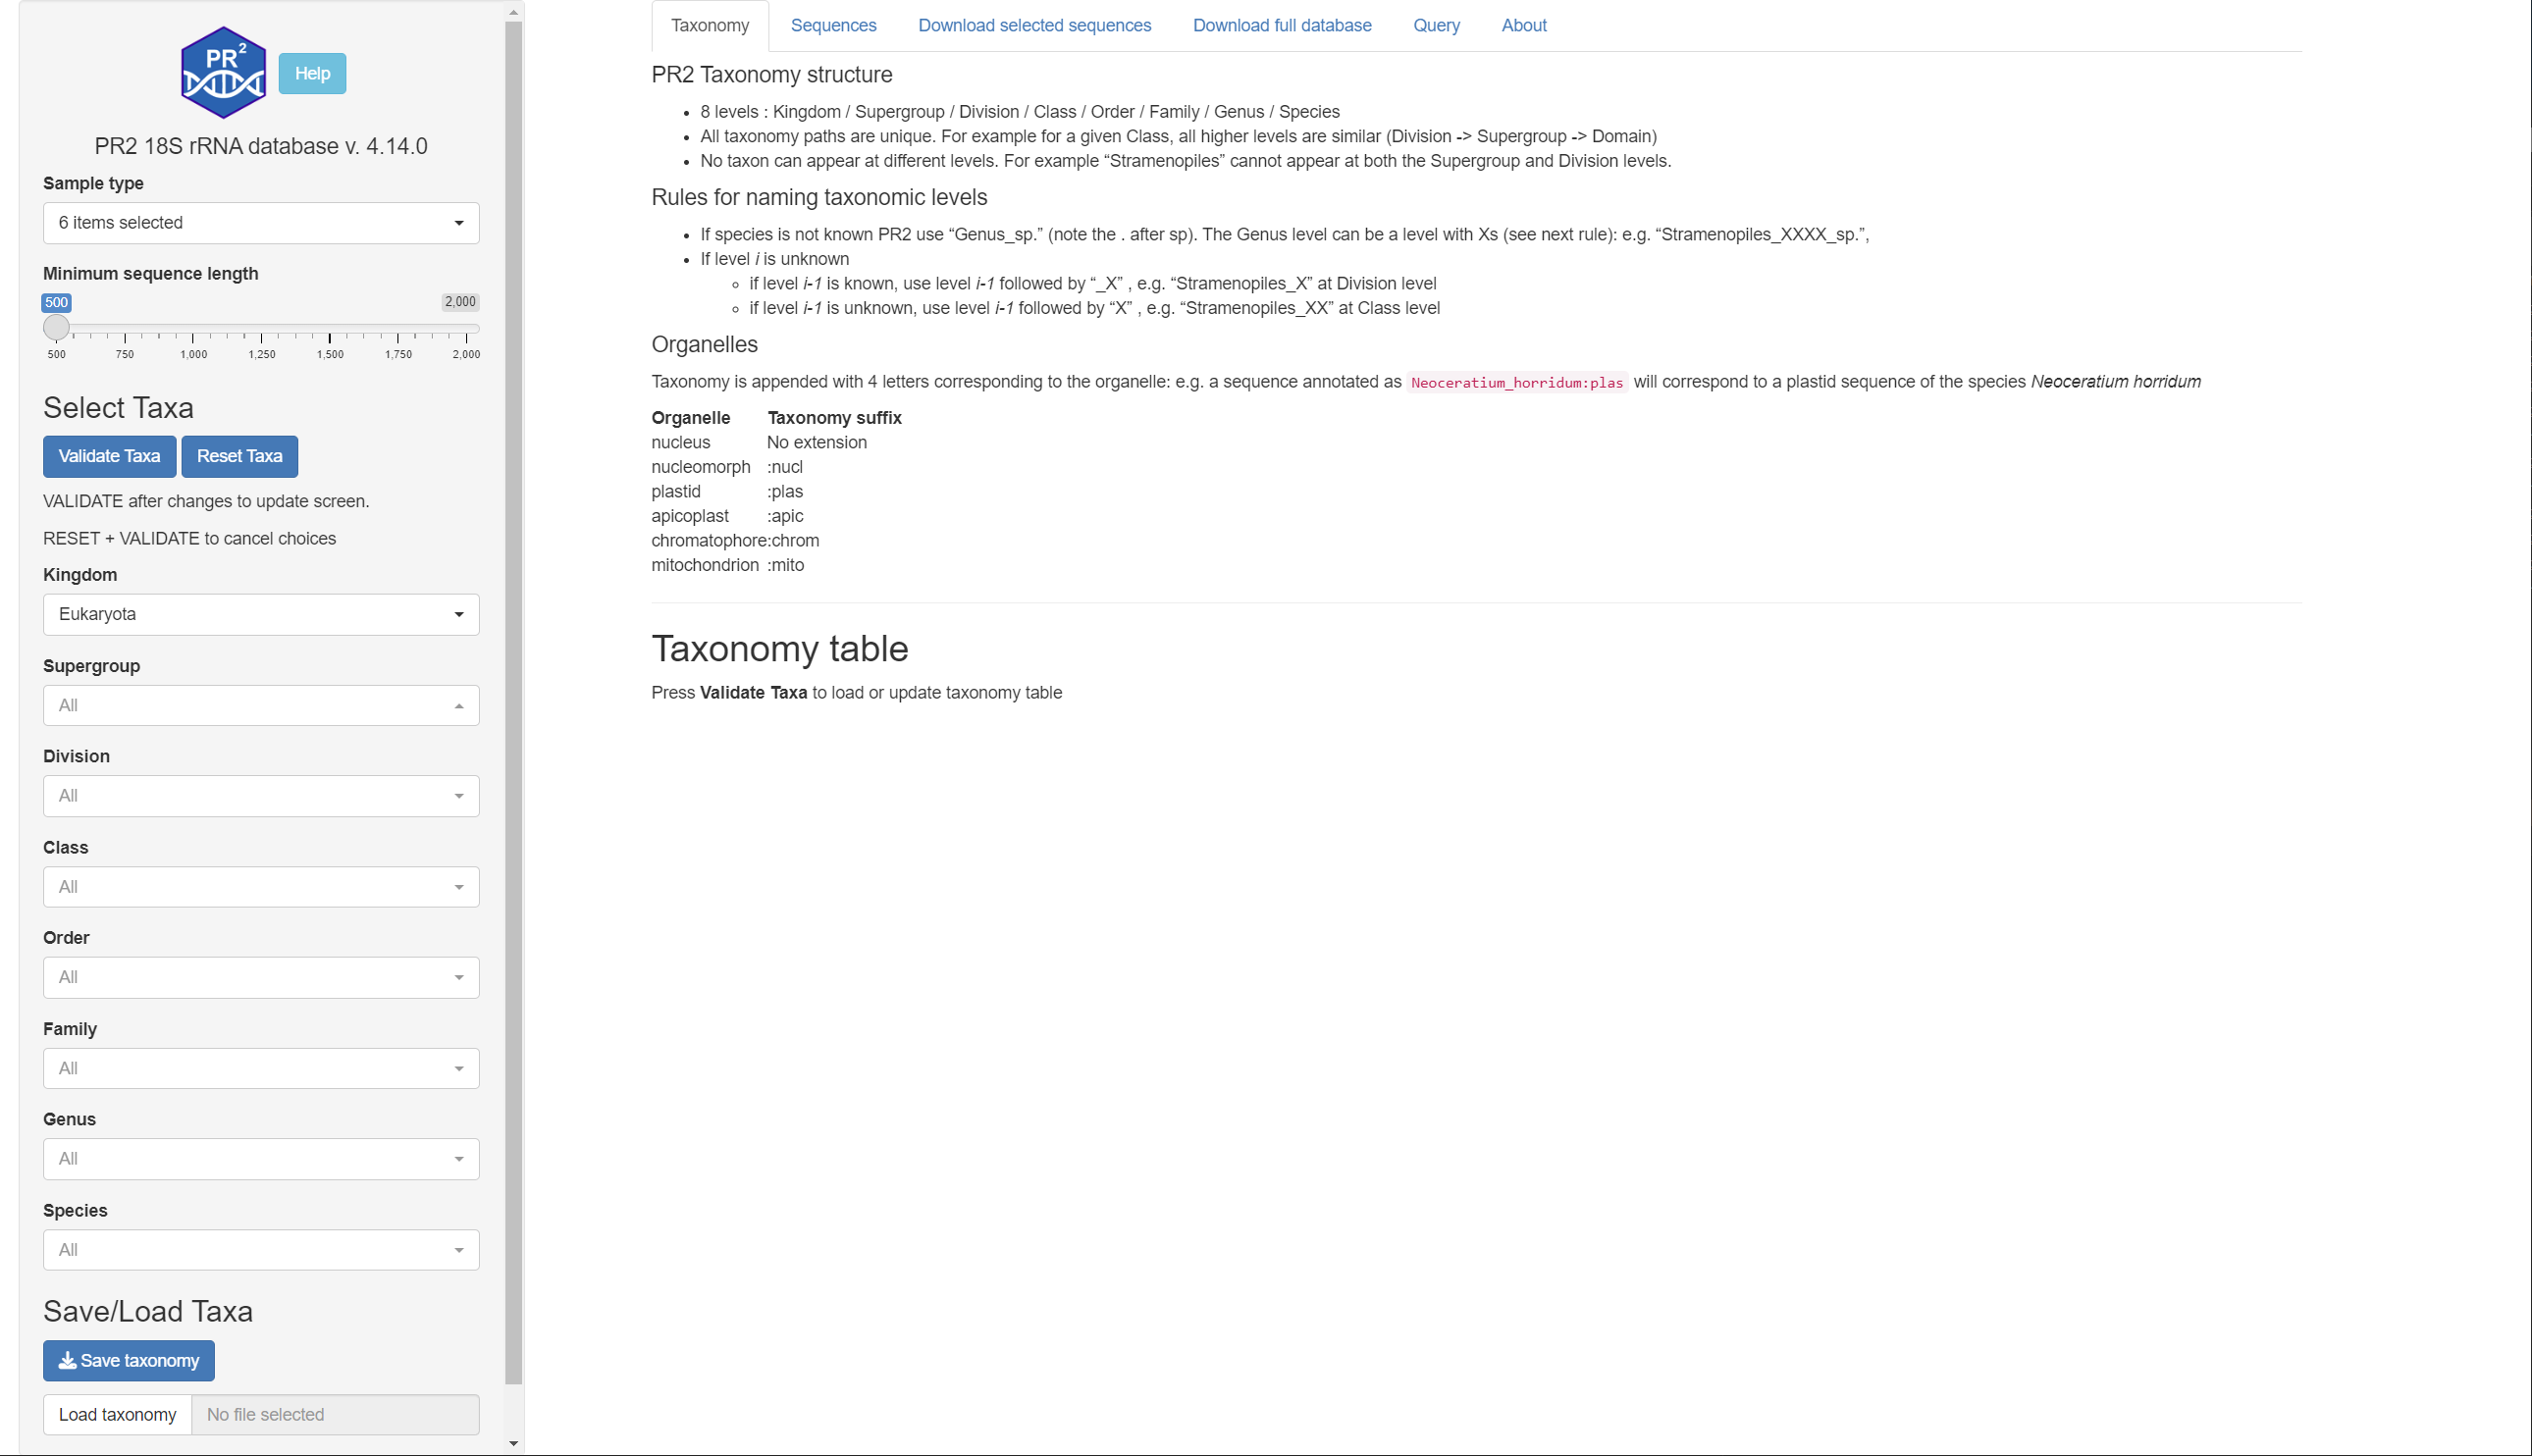 PR2
Help
PR2 18S rRNA database v. 4.14.0
Sample type
6 items selected
Minimum sequence length
500
2,000
500 750 1,000 1,250 1,500 1,750 2,000
Select Taxa
Validate Taxa
Reset Taxa
VALIDATE after changes to update screen.
RESET + VALIDATE to cancel choices
Kingdom
Eukaryota
Supergroup
All
Division
All
Class
All
Order
All
Family
All
Genus
All
Species
All
Save/Load Taxa
Save taxonomy
Load taxonomy No file selected
Taxonomy Sequences Download selected sequences Download full database Query About
PR2 Taxonomy structure
• 8 levels : Kingdom / Supergroup / Division / Class / Order / Family / Genus / Species
• All taxonomy paths are unique. For example for a given Class, all higher levels are similar (Division -> Supergroup -> Domain)
• No taxon can appear at different levels. For example “Stramenopiles” cannot appear at both the Supergroup and Division levels.
Rules for naming taxonomic levels
• If species is not known PR2 use “Genus_sp.” (note the . after sp). The Genus level can be a level with Xs (see next rule): e.g. “Stramenopiles_XXXX_sp.”,
• If level i is unknown
◦ if level i-1 is known, use level i-1 followed by “_X” , e.g. “Stramenopiles_X” at Division level
◦ if level i-1 is unknown, use level i-1 followed by “X” , e.g. “Stramenopiles_XX” at Class level
Organelles
Taxonomy is appended with 4 letters corresponding to the organelle: e.g. a sequence annotated as Neoceratium_horridum:plas will correspond to a plastid sequence of the species Neoceratium horridum
Organelle Taxonomy suffix
nucleus No extension
nucleomorph :nucl
plastid :plas
apicoplast :apic
chromatophore:chrom
mitochondrion :mito
Taxonomy table
Press Validate Taxa to load or update taxonomy table